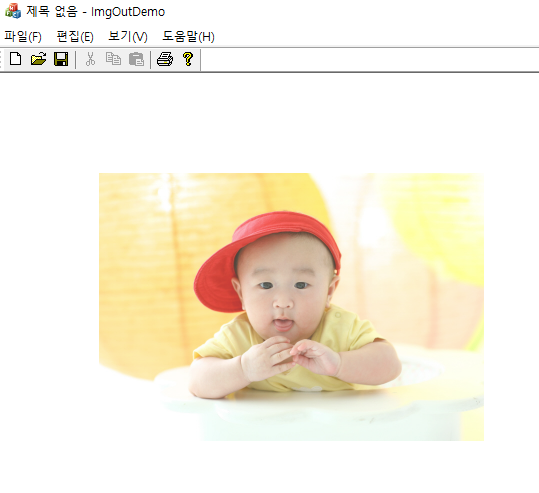 제목 없음 - ImgOutDemo
파일(F) 편집(E) 보기(V) 도움말(H)